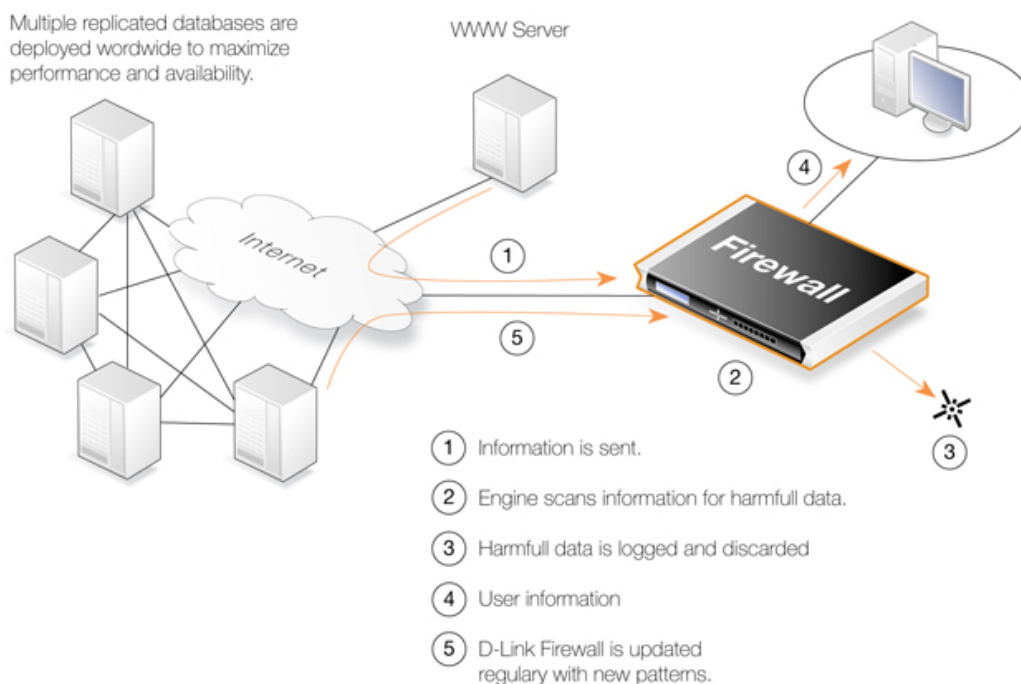 Multiple replicated databases are
deployed wordwide to maximize
performance and availability.
WWW Server
Internet
Firewall
1
5
2
3
4
1 Information is sent.
2 Engine scans information for harmfull data.
3 Harmfull data is logged and discarded
4 User information
5 D-Link Firewall is updated
regulary with new patterns.